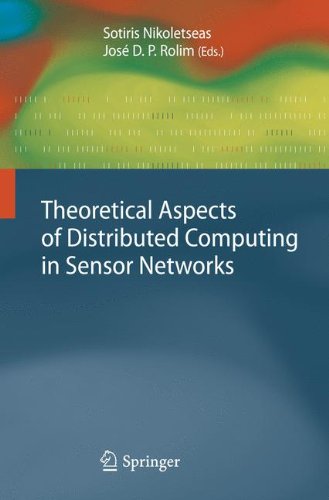 Sotiris Nikoletseas
José D. P. Rolim (Eds.)
Theoretical Aspects
of Distributed Computing
in Sensor Networks
Springer